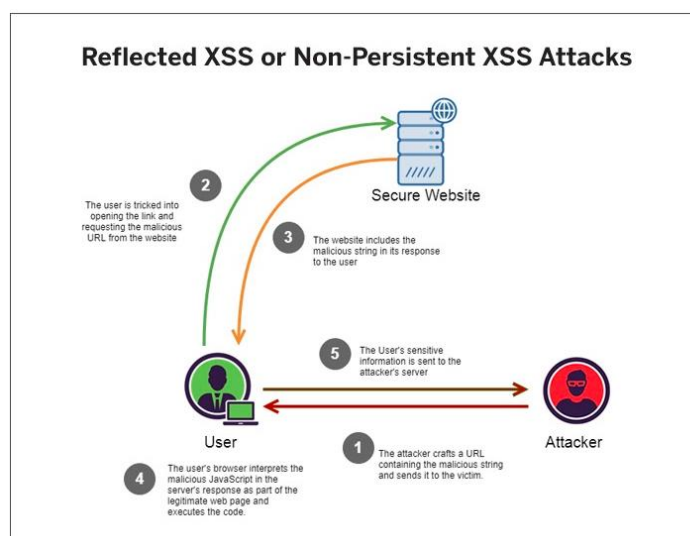 Reflected XSS or Non-Persistent XSS Attacks
Secure Website
2
The user is tricked into
opening the link and
requesting the malicious
URL from the website
3
The website includes the
malicious string in its response
to the user
5
The User's sensitive
information is sent to the
attacker's server
User
Attacker
1
The attacker crafts a URL
containing the malicious string
and sends it to the victim.
4
The user's browser interprets the
malicious JavaScript in the
server's response as part of the
legitimate web page and
executes the code.